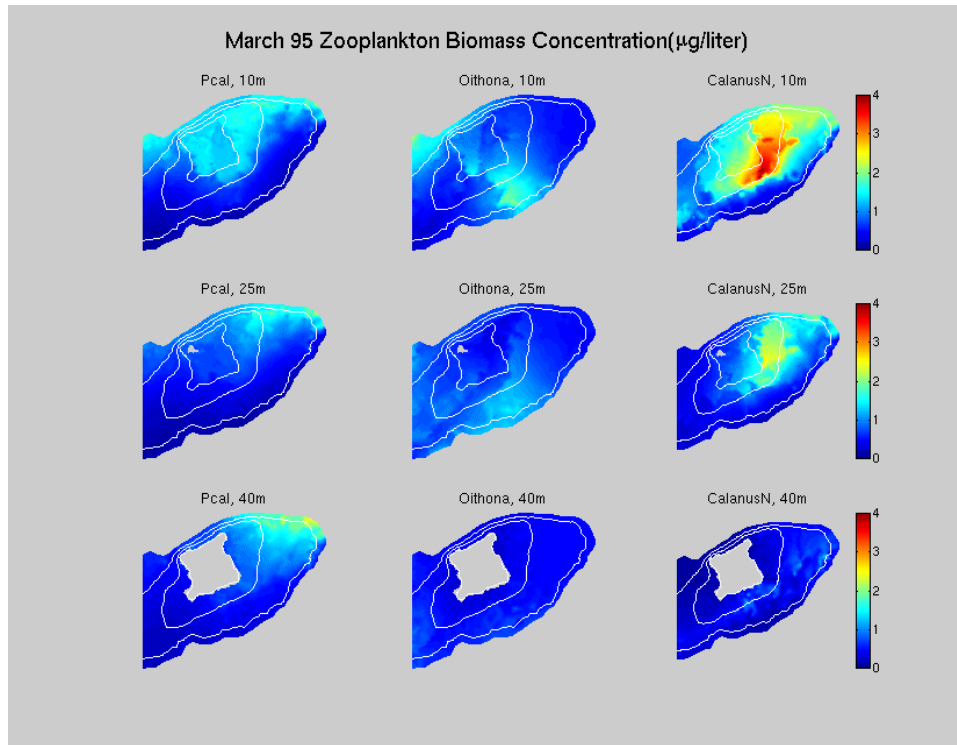 March 95 Zooplankton Biomass Concentration(μg/liter)
Pcal, 10m
Oithona, 10m
CalanusN, 10m
4
3
2
1
0
Pcal, 25m
Oithona, 25m
CalanusN, 25m
4
3
2
1
0
Pcal, 40m
Oithona, 40m
CalanusN, 40m
4
3
2
1
0